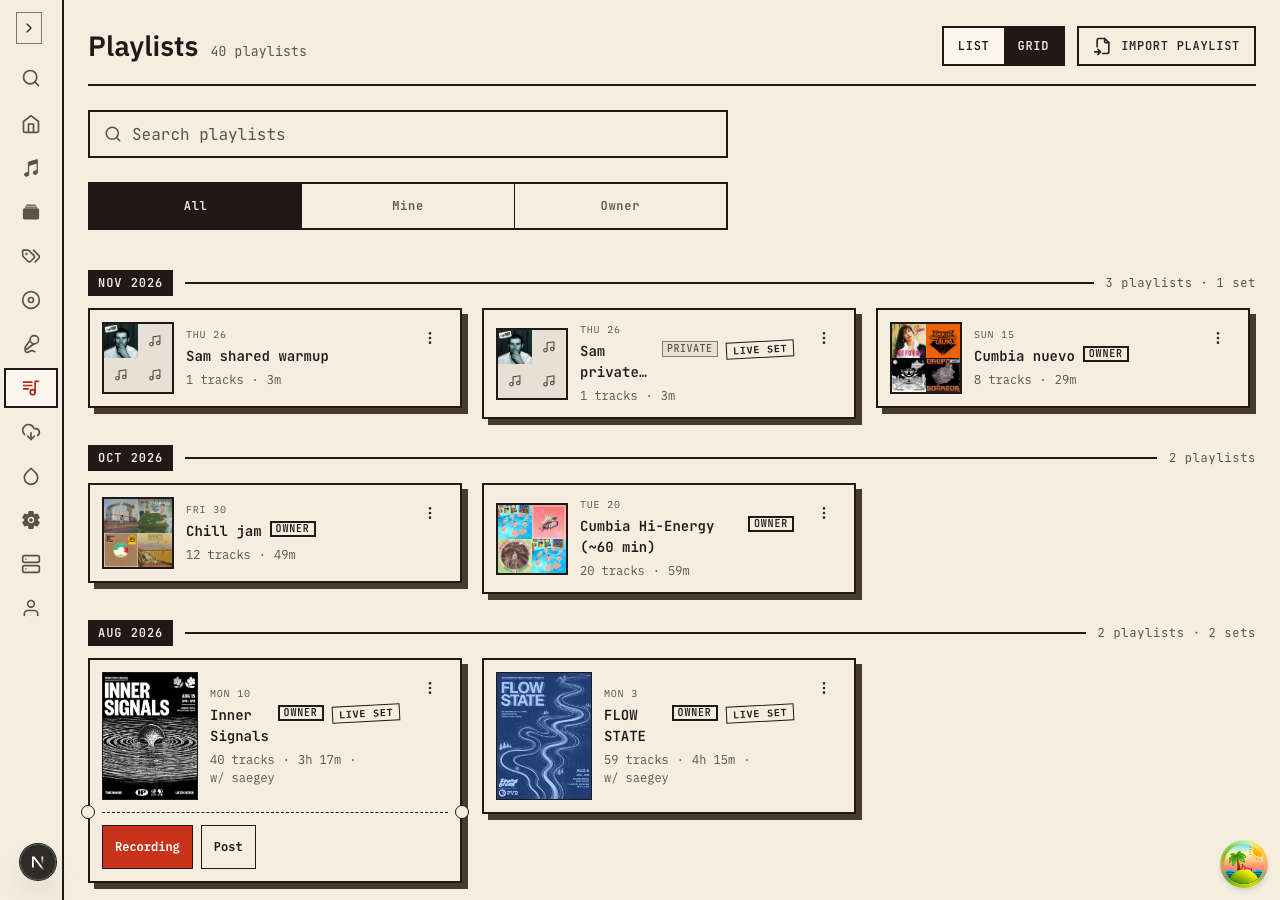 Playlists 40 playlists
LIST GRID IMPORT PLAYLIST
Search playlists
All Mine Owner
NOV 2026 3 playlists · 1 set
THU 26
Sam shared warmup
1 tracks · 3m
THU 26
Sam private… PRIVATE LIVE SET
1 tracks · 3m
SUN 15
Cumbia nuevo OWNER
8 tracks · 29m
OCT 2026 2 playlists
FRI 30
Chill jam OWNER
12 tracks · 49m
TUE 20
Cumbia Hi-Energy OWNER
(~60 min)
20 tracks · 59m
AUG 2026 2 playlists · 2 sets
INNER
SIGNALS
MON 10
Inner OWNER LIVE SET
Signals
40 tracks · 3h 17m ·
w/ saegey
Recording Post
FLOW
STATE
PVR
MON 3
FLOW OWNER LIVE SET
STATE
59 tracks · 4h 15m ·
w/ saegey
N